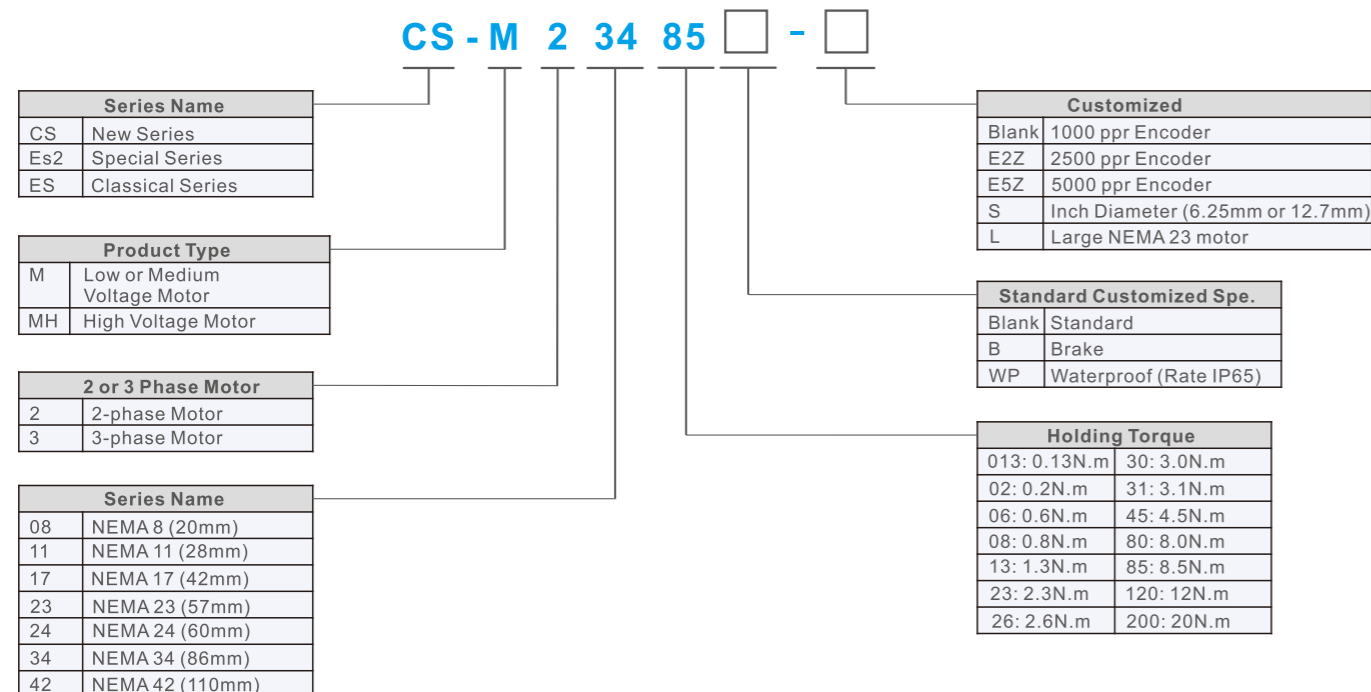 CS - M 2 34 85 □ - □
Series Name
CS New Series
Es2 Special Series
ES Classical Series
Product Type
M Low or Medium
Voltage Motor
MH High Voltage Motor
2 or 3 Phase Motor
2 2-phase Motor
3 3-phase Motor
Series Name
08 NEMA 8 (20mm)
11 NEMA 11 (28mm)
17 NEMA 17 (42mm)
23 NEMA 23 (57mm)
24 NEMA 24 (60mm)
34 NEMA 34 (86mm)
42 NEMA 42 (110mm)
Customized
Blank 1000 ppr Encoder
E2Z 2500 ppr Encoder
E5Z 5000 ppr Encoder
S Inch Diameter (6.25mm or 12.7mm)
L Large NEMA 23 motor
Standard Customized Spe.
Blank Standard
B Brake
WP Waterproof (Rate IP65)
Holding Torque
013: 0.13N.m 30: 3.0N.m
02: 0.2N.m 31: 3.1N.m
06: 0.6N.m 45: 4.5N.m
08: 0.8N.m 80: 8.0N.m
13: 1.3N.m 85: 8.5N.m
23: 2.3N.m 120: 12N.m
26: 2.6N.m 200: 20N.m